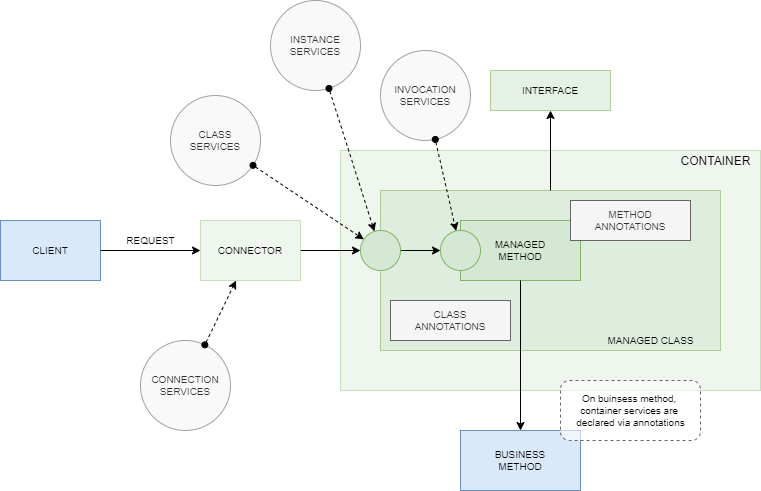 INSTANCE
SERVICES
INVOCATION
SERVICES
INTERFACE
CLASS
SERVICES
CONTAINER
METHOD
ANNOTATIONS
CLIENT
REQUEST
CONNECTOR
MANAGED
METHOD
CLASS
ANNOTATIONS
MANAGED CLASS
CONNECTION
SERVICES
On buinsess method,
container services are
declared via annotations
BUSINESS
METHOD